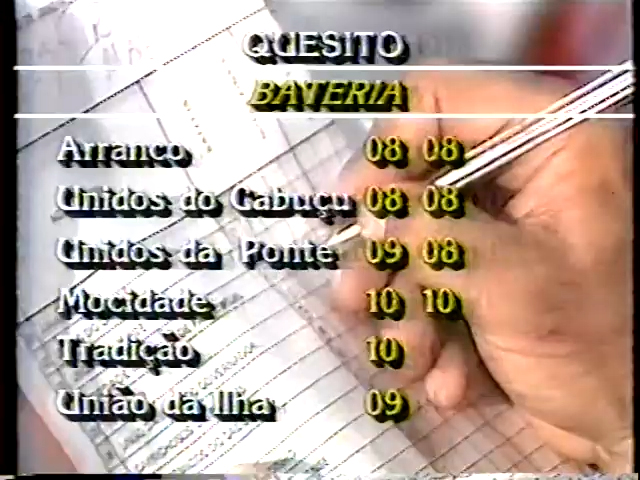 QUESITO
BATERIA
Arranco 08 08
Unidos do Cabuçu 08 08
Unidos da Ponte 09 08
Mocidade 10 10
Tradição 10
União da Ilha 09